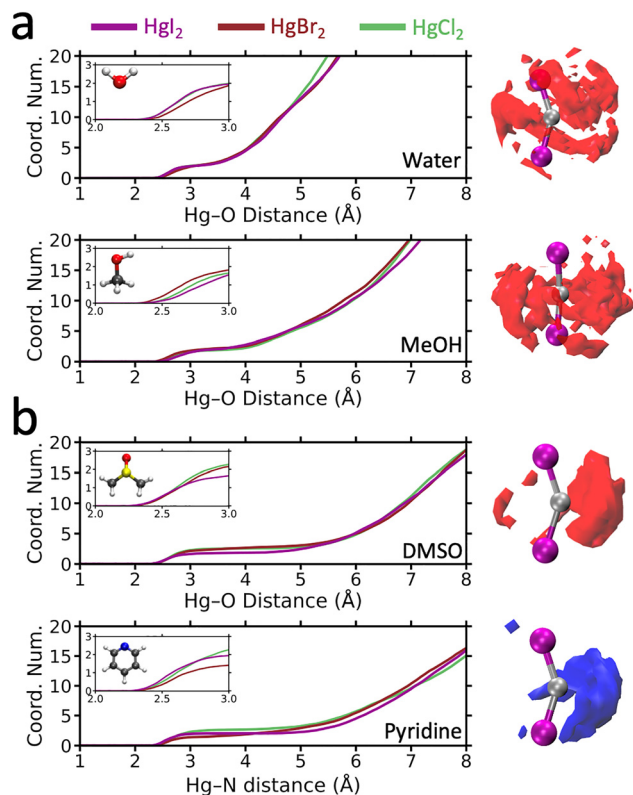 a
HgI₂ HgBr₂ HgCl₂
20
15
10
5
0
Coord. Num.
3
2
1
0
2.0 2.5 3.0
Water
1 2 3 4 5 6 7 8
Hg–O Distance (Å)
20
15
10
5
0
Coord. Num.
3
2
1
0
2.0 2.5 3.0
MeOH
1 2 3 4 5 6 7 8
Hg–O Distance (Å)
b
20
15
10
5
0
Coord. Num.
3
2
1
0
2.0 2.5 3.0
DMSO
1 2 3 4 5 6 7 8
Hg–O Distance (Å)
20
15
10
5
0
Coord. Num.
3
2
1
0
2.0 2.5 3.0
Pyridine
1 2 3 4 5 6 7 8
Hg–N distance (Å)